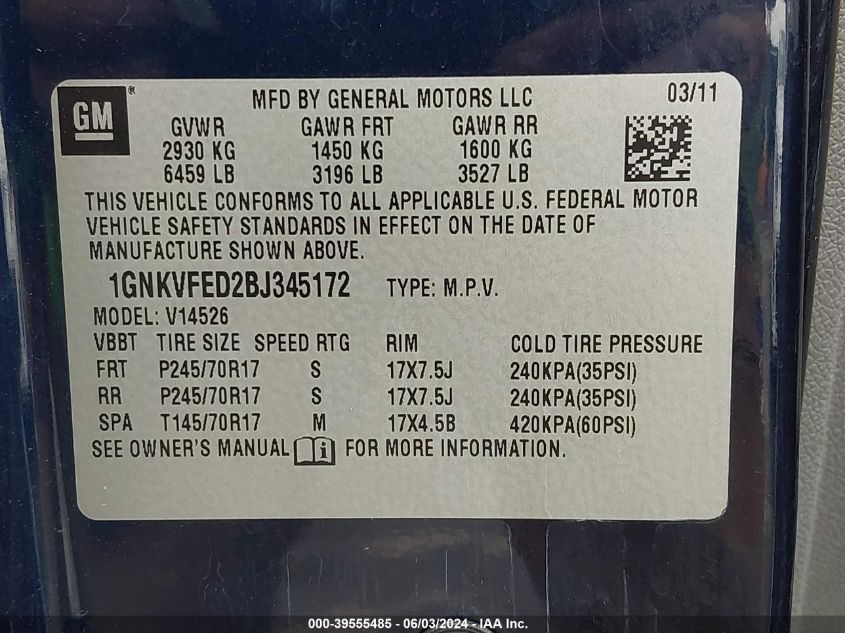 GM ®
MFD BY GENERAL MOTORS LLC 03/11
GVWR GAWR FRT GAWR RR
2930 KG 1450 KG 1600 KG
6459 LB 3196 LB 3527 LB
THIS VEHICLE CONFORMS TO ALL APPLICABLE U.S. FEDERAL MOTOR
VEHICLE SAFETY STANDARDS IN EFFECT ON THE DATE OF
MANUFACTURE SHOWN ABOVE.
1GNKVFED2BJ345172 TYPE: M.P.V.
MODEL: V14526
VBBT TIRE SIZE SPEED RTG RIM COLD TIRE PRESSURE
FRT P245/70R17 S 17X7.5J 240KPA(35PSI)
RR P245/70R17 S 17X7.5J 240KPA(35PSI)
SPA T145/70R17 M 17X4.5B 420KPA(60PSI)
SEE OWNER'S MANUAL i FOR MORE INFORMATION.
000-39555485 - 06/03/2024 - IAA Inc.